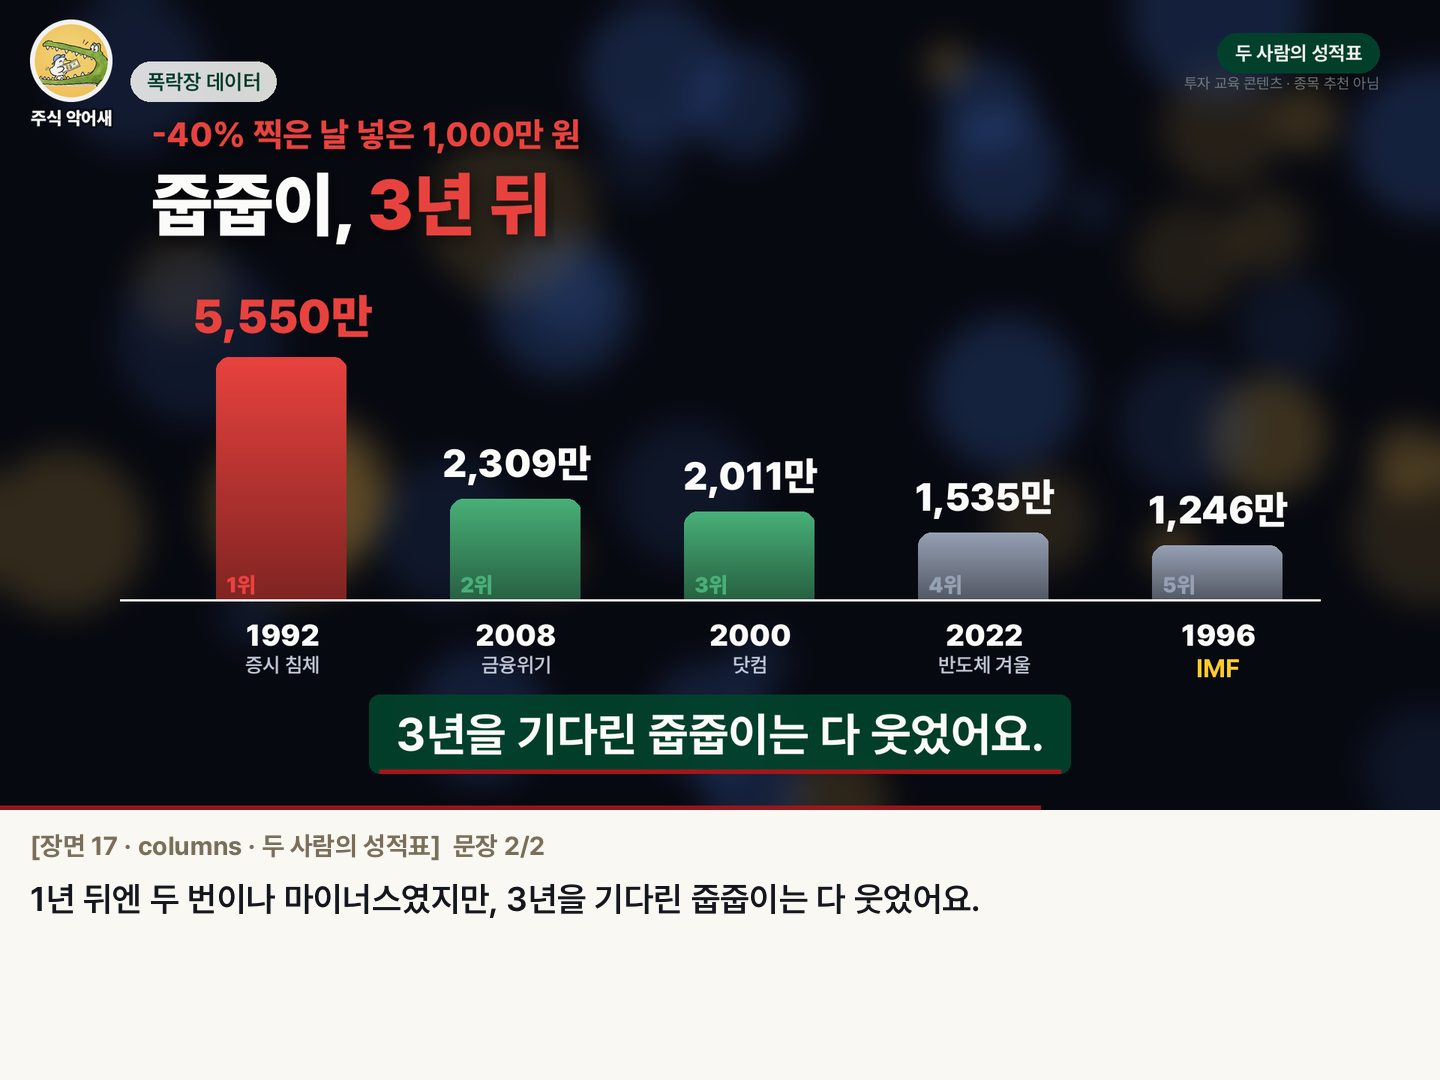 주식 악어새
폭락장 데이터
두 사람의 성적표
투자 교육 콘텐츠 · 종목 추천 아님
-40% 찍은 날 넣은 1,000만 원
줍줍이, 3년 뒤
5,550만
2,309만
2,011만
1,535만
1,246만
1위
2위
3위
4위
5위
1992
2008
2000
2022
1996
증시 침체
금융위기
닷컴
반도체 겨울
IMF
3년을 기다린 줍줍이는 다 웃었어요.
[장면 17 · columns · 두 사람의 성적표] 문장 2/2
1년 뒤엔 두 번이나 마이너스였지만, 3년을 기다린 줍줍이는 다 웃었어요.